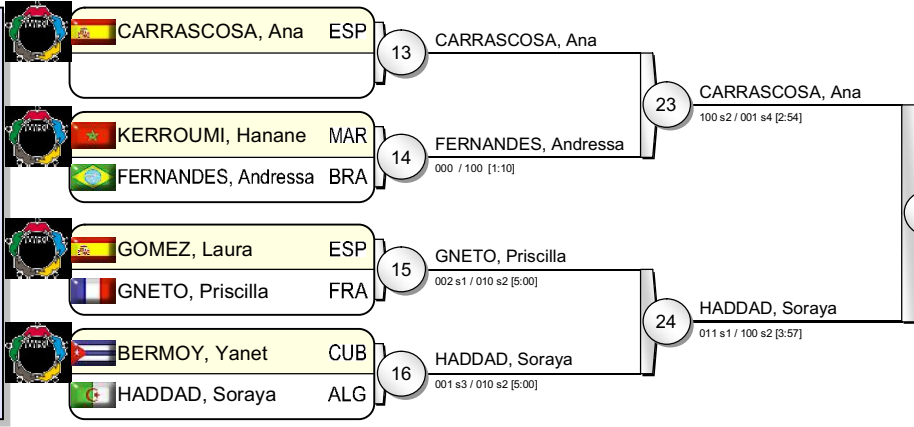 CARRASCOSA, Ana ESP
KERROUMI, Hanane MAR
FERNANDES, Andressa BRA
GOMEZ, Laura ESP
GNETO, Priscilla FRA
BERMOY, Yanet CUB
HADDAD, Soraya ALG
13
CARRASCOSA, Ana
14
FERNANDES, Andressa
000 / 100 [1:10]
15
GNETO, Priscilla
002 s1 / 010 s2 [5:00]
16
HADDAD, Soraya
001 s3 / 010 s2 [5:00]
23
CARRASCOSA, Ana
100 s2 / 001 s4 [2:54]
24
HADDAD, Soraya
011 s1 / 100 s2 [3:57]